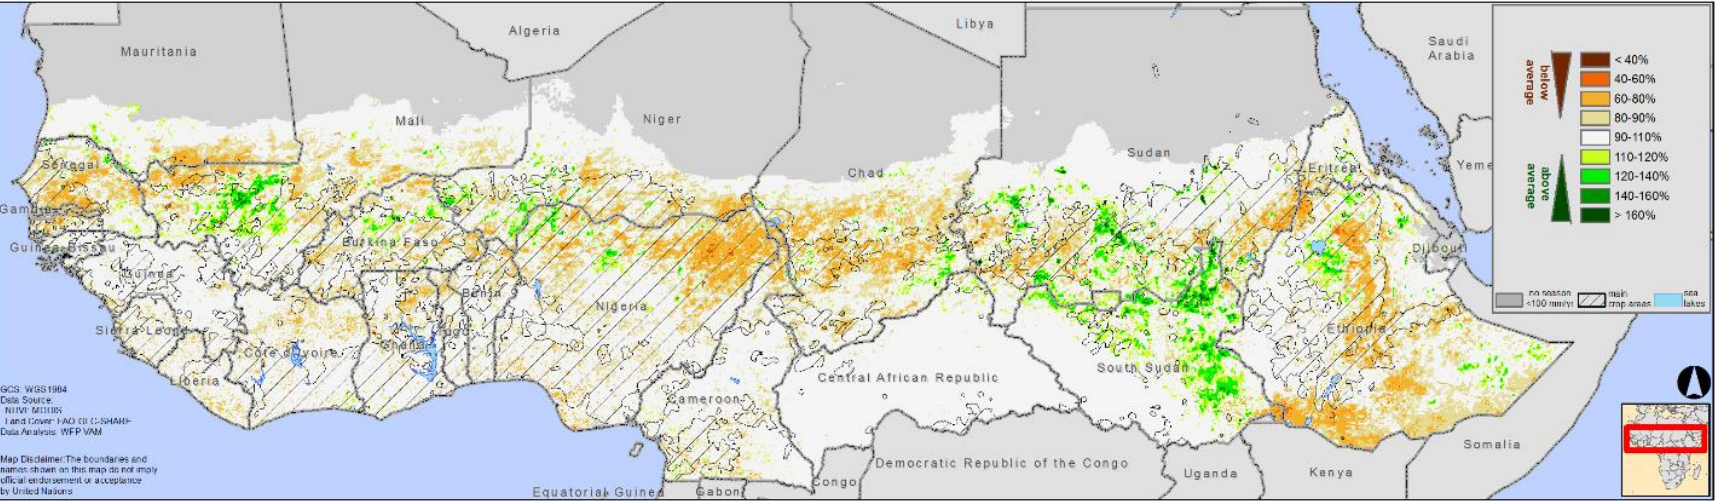 Algeria
Libya
Mauritania
Saudi
Arabia
Mali
Niger
Chad
Sudan
Eritrea
Yeme
Senegal
Gambia
Guinea-Bissau
Guinea
Burkina Faso
Benin
Nigeria
Djibouti
Sierra Leone
Côte d'Ivoire
Ghana
Togo
Liberia
Ethiopia
Cameroon
Central African Republic
South Sudan
Somalia
Democratic Republic of the Congo
Uganda
Kenya
Congo
Equatorial Guinea
Gabon
below
average
above
average
< 40%
40-60%
60-80%
80-90%
90-110%
110-120%
120-140%
140-160%
> 160%
no season
<100 mm/yr
main
crop areas
sea
lakes
GCS: WGS1984
Data Source:
NDVI: MODIS
Land Cover: FAO GLC-SHARE
Data Analysis: WFP VAM
Map Disclaimer:The boundaries and
names shown on this map do not imply
official endorsement or acceptance
by United Nations